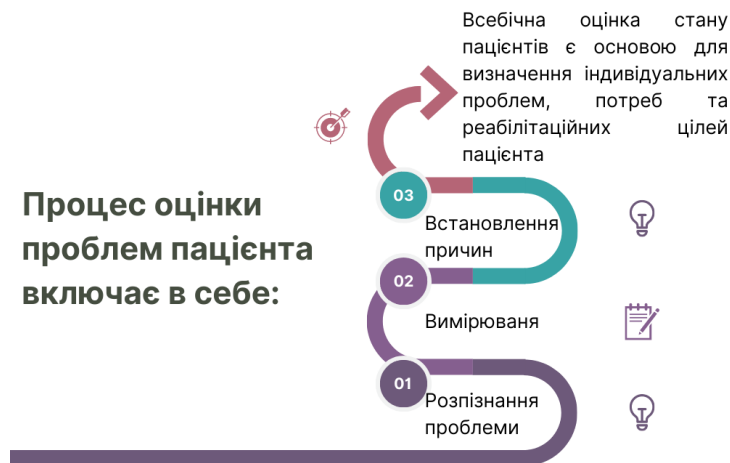 Всебічна оцінка стану
пацієнтів є основою для
визначення індивідуальних
проблем, потреб та
реабілітаційних цілей
пацієнта
Процес оцінки
проблем пацієнта
включає в себе:
03
Встановлення
причин
02
Вимірюваня
01
Розпізнання
проблеми